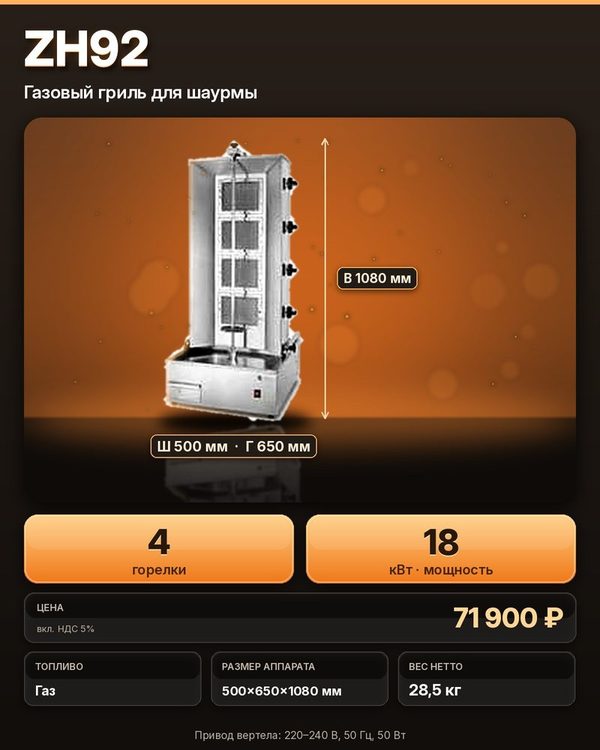 ZH92
Газовый гриль для шаурмы
В 1080 мм
Ш 500 мм · Г 650 мм
4
горелки
18
кВт · мощность
ЦЕНА
вкл. НДС 5%
71 900 ₽
ТОПЛИВО
Газ
РАЗМЕР АППАРАТА
500×650×1080 мм
ВЕС НЕТТО
28,5 кг
Привод вертела: 220–240 В, 50 Гц, 50 Вт